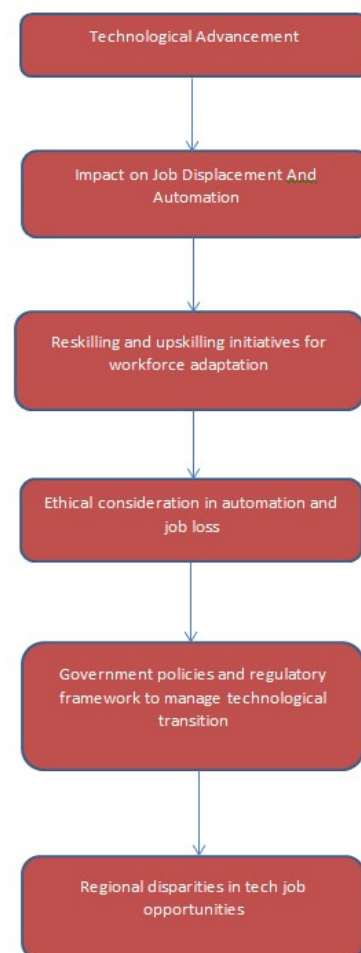 Technological Advancement
Impact on Job Displacement And
Automation
Reskilling and upskilling initiatives for
workforce adaptation
Ethical consideration in automation and
job loss
Government policies and regulatory
framework to manage technological
transition
Regional disparities in tech job
opportunities